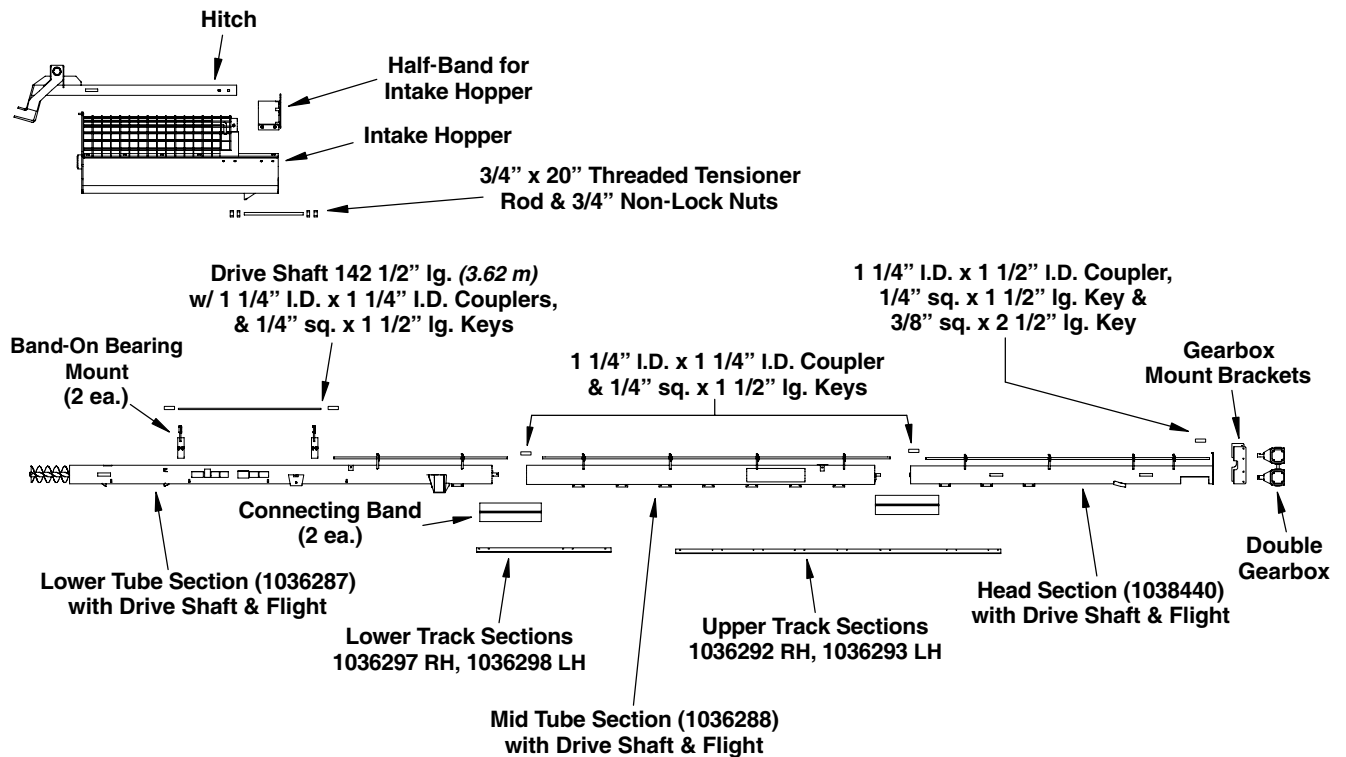 Hitch
Half-Band for
Intake Hopper
Intake Hopper
3/4” x 20” Threaded Tensioner
Rod & 3/4” Non-Lock Nuts
Drive Shaft 142 1/2” lg. (3.62 m)
w/ 1 1/4” I.D. x 1 1/4” I.D. Couplers,
& 1/4” sq. x 1 1/2” lg. Keys
1 1/4” I.D. x 1 1/2” I.D. Coupler,
1/4” sq. x 1 1/2” lg. Key &
3/8” sq. x 2 1/2” lg. Key
Band-On Bearing
Mount
(2 ea.)
1 1/4” I.D. x 1 1/4” I.D. Coupler
& 1/4” sq. x 1 1/2” lg. Keys
Gearbox
Mount Brackets
Connecting Band
(2 ea.)
Double
Gearbox
Lower Tube Section (1036287)
with Drive Shaft & Flight
Head Section (1038440)
with Drive Shaft & Flight
Lower Track Sections
1036297 RH, 1036298 LH
Upper Track Sections
1036292 RH, 1036293 LH
Mid Tube Section (1036288)
with Drive Shaft & Flight